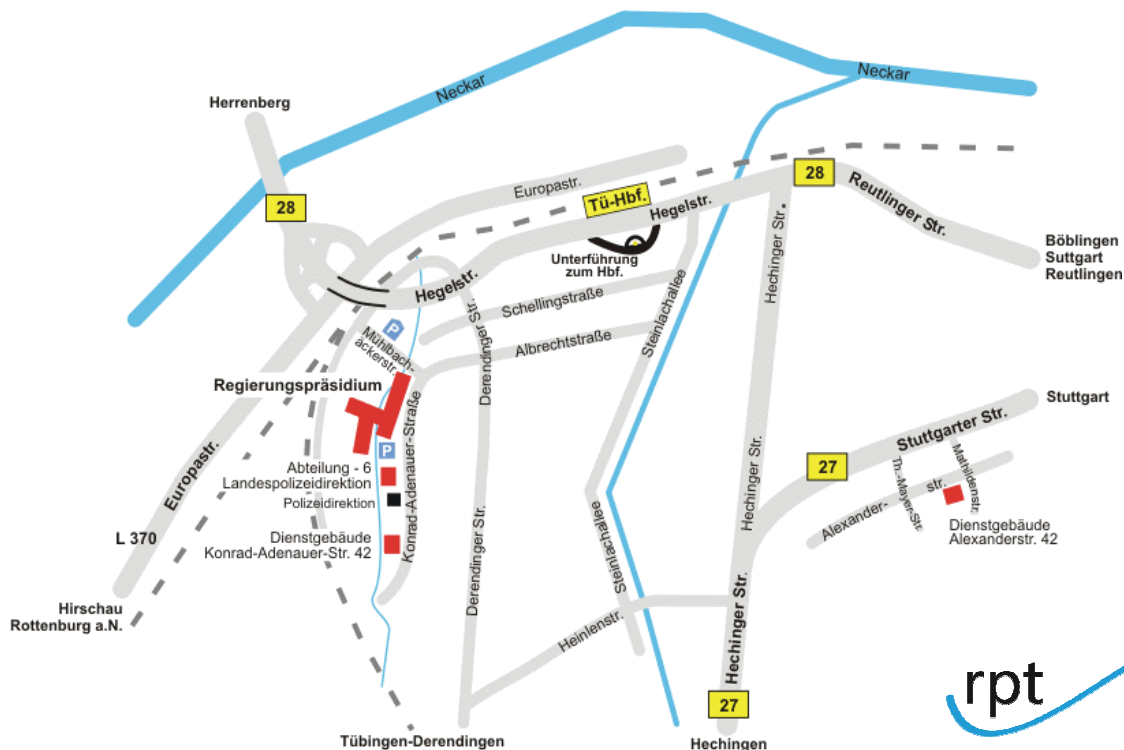 Neckar
Neckar
Herrenberg
28
Europastr.
Tü-Hbf.
Hegelstr.
28
Reutlinger Str.
Böblingen
Suttgart
Reutlingen
Unterführung
zum Hbf.
Hegelstr.
Schellingstraße
Albrechtstraße
Steinlachallee
Hechinger Str.
P
Mühlbach-
äckerstr.
Derendinger Str.
Derendinger Str.
Regierungspräsidium
Konrad-Adenauer-Straße
P
Abteilung - 6
Landespolizeidirektion
Polizeidirektion
Dienstgebäude
Konrad-Adenauer-Str. 42
Europastr.
L 370
Hirschau
Rottenburg a.N.
Derendinger Str.
Steinlachallee
Heinlenstr.
Hechinger Str.
Hechinger Str.
27
Stuttgarter Str.
Stuttgart
Th.-Mayer-Str.
Mathildenstr.
Alexander-
str.
Dienstgebäude
Alexanderstr. 42
27
Tübingen-Derendingen
Hechingen
rpt